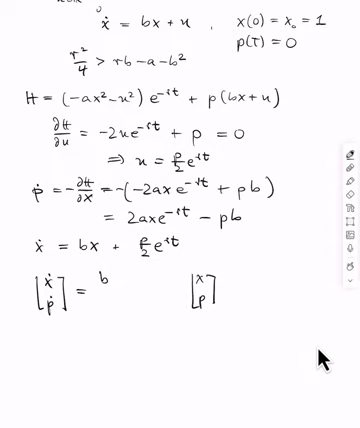 ẋ = bx + u , x(0) = x₀ = 1
p(T) = 0
r²/4 > rb - a - b²
H = (-ax² - u²) e^{-rt} + p(bx + u)
∂H/∂u = -2ue^{-rt} + p = 0
⇒ u = p/2 e^{rt}
ṗ = -∂H/∂x = -(-2axe^{-rt} + pb)
= 2axe^{-rt} - pb
ẋ = bx + p/2 e^{rt}
[ẋ ṗ] = b [x p]